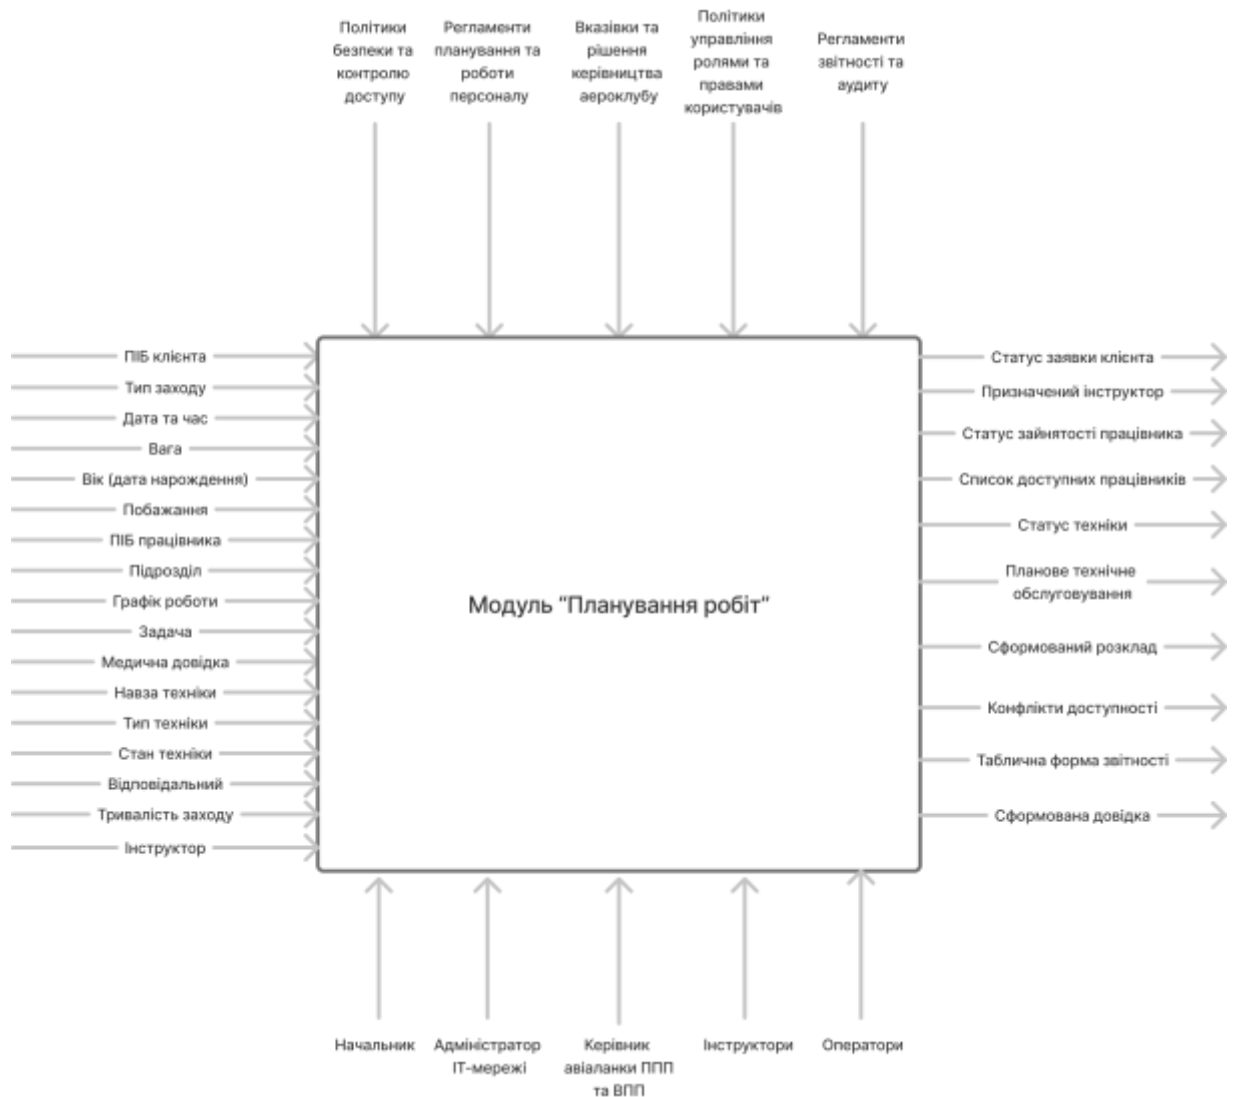 Політики
безпеки та
контролю
доступу
Регламенти
планування та
роботи
персоналу
Вказівки та
рішення
керівництва
аероклубу
Політики
управління
ролями та
правами
користувачів
Регламенти
звітності та
аудиту
ПІБ клієнта
Тип заходу
Дата та час
Вага
Вік (дата нарождення)
Побажання
ПІБ працівника
Підрозділ
Графік роботи
Задача
Медична довідка
Навза техніки
Тип техніки
Стан техніки
Відповідальний
Тривалість заходу
Інструктор
Модуль "Планування робіт"
Статус заявки клієнта
Призначений інструктор
Статус зайнятості працівника
Список доступних працівників
Статус техніки
Планове технічне
обслуговування
Сформований розклад
Конфлікти доступності
Таблична форма звітності
Сформована довідка
Начальник
Адміністратор
ІТ-мережі
Керівник
авіаланки ППП
та ВПП
Інструктори
Оператори